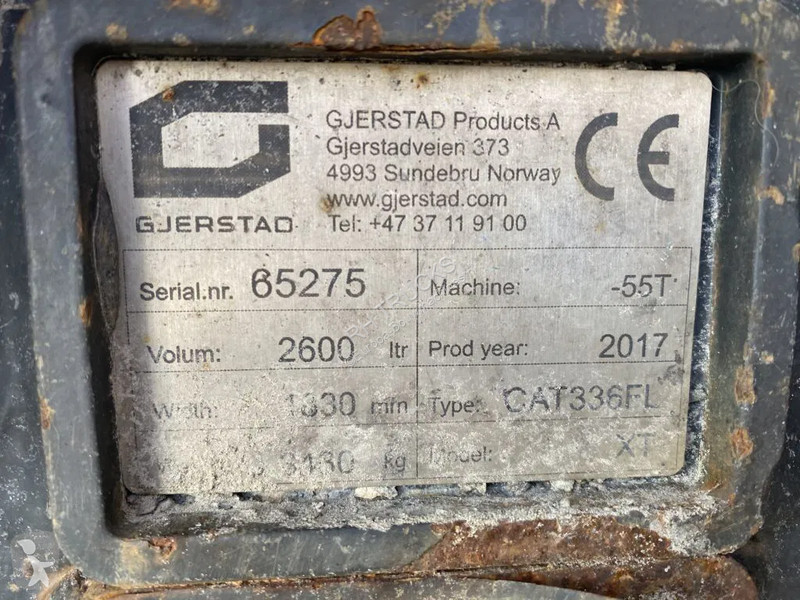 GJERSTAD
GJERSTAD Products A
Gjerstadveien 373
4993 Sundebru Norway
www.gjerstad.com
Tel: +47 37 11 91 00
CE
Serial.nr. 65275 Machine: -55T
Volum: 2600 ltr Prod year: 2017
Width: 1830 mm Type: CAT336FL
kg Model: XT